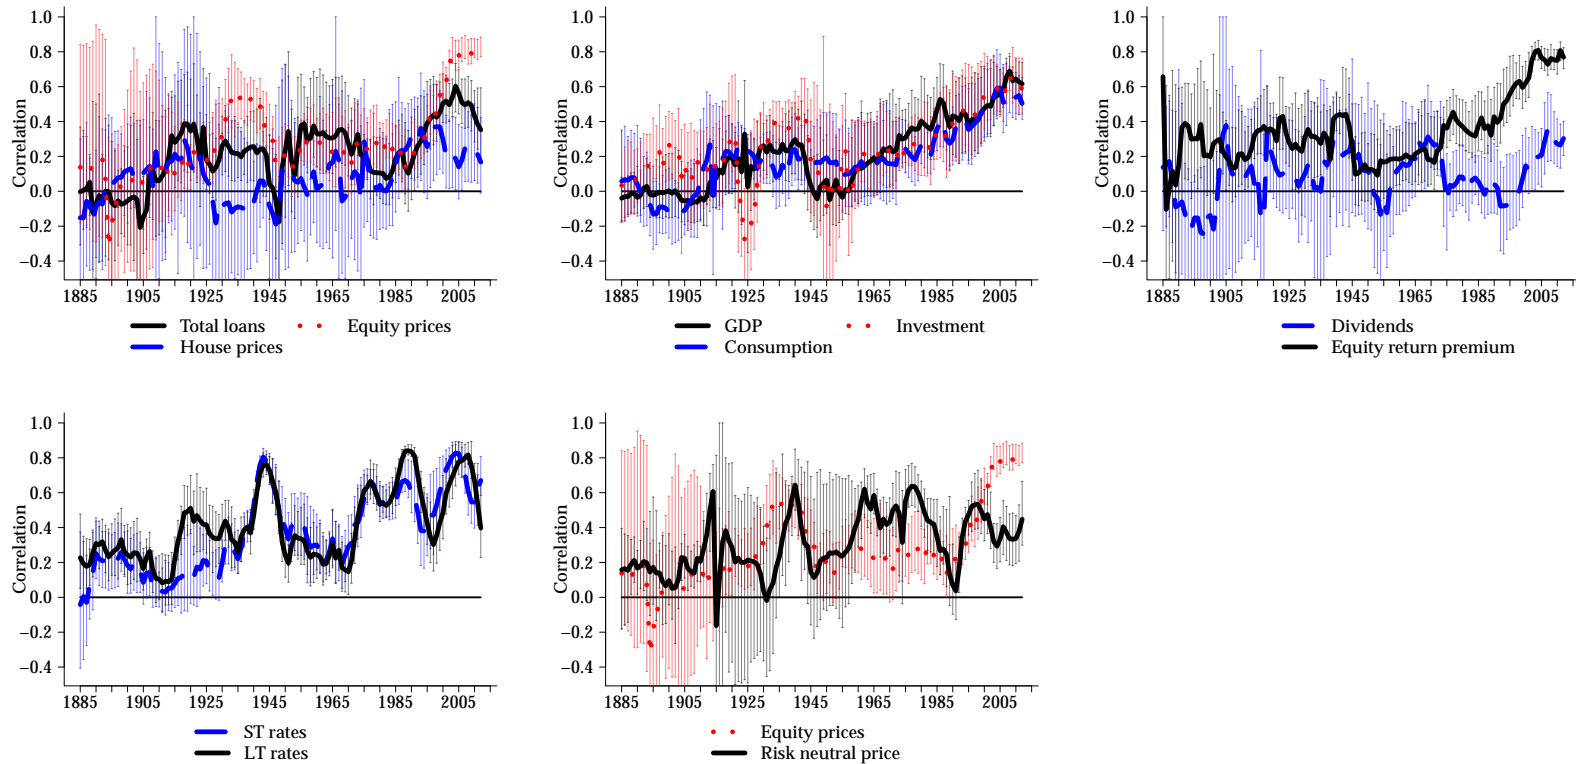 1.0
0.8
0.6
0.4
0.2
0.0
−0.2
−0.4
Correlation
1885 1905 1925 1945 1965 1985 2005
Total loans Equity prices
House prices
1.0
0.8
0.6
0.4
0.2
0.0
−0.2
−0.4
Correlation
1885 1905 1925 1945 1965 1985 2005
GDP Investment
Consumption
1.0
0.8
0.6
0.4
0.2
0.0
−0.2
−0.4
Correlation
1885 1905 1925 1945 1965 1985 2005
Dividends
Equity return premium
1.0
0.8
0.6
0.4
0.2
0.0
−0.2
−0.4
Correlation
1885 1905 1925 1945 1965 1985 2005
ST rates
LT rates
1.0
0.8
0.6
0.4
0.2
0.0
−0.2
−0.4
Correlation
1885 1905 1925 1945 1965 1985 2005
Equity prices
Risk neutral price